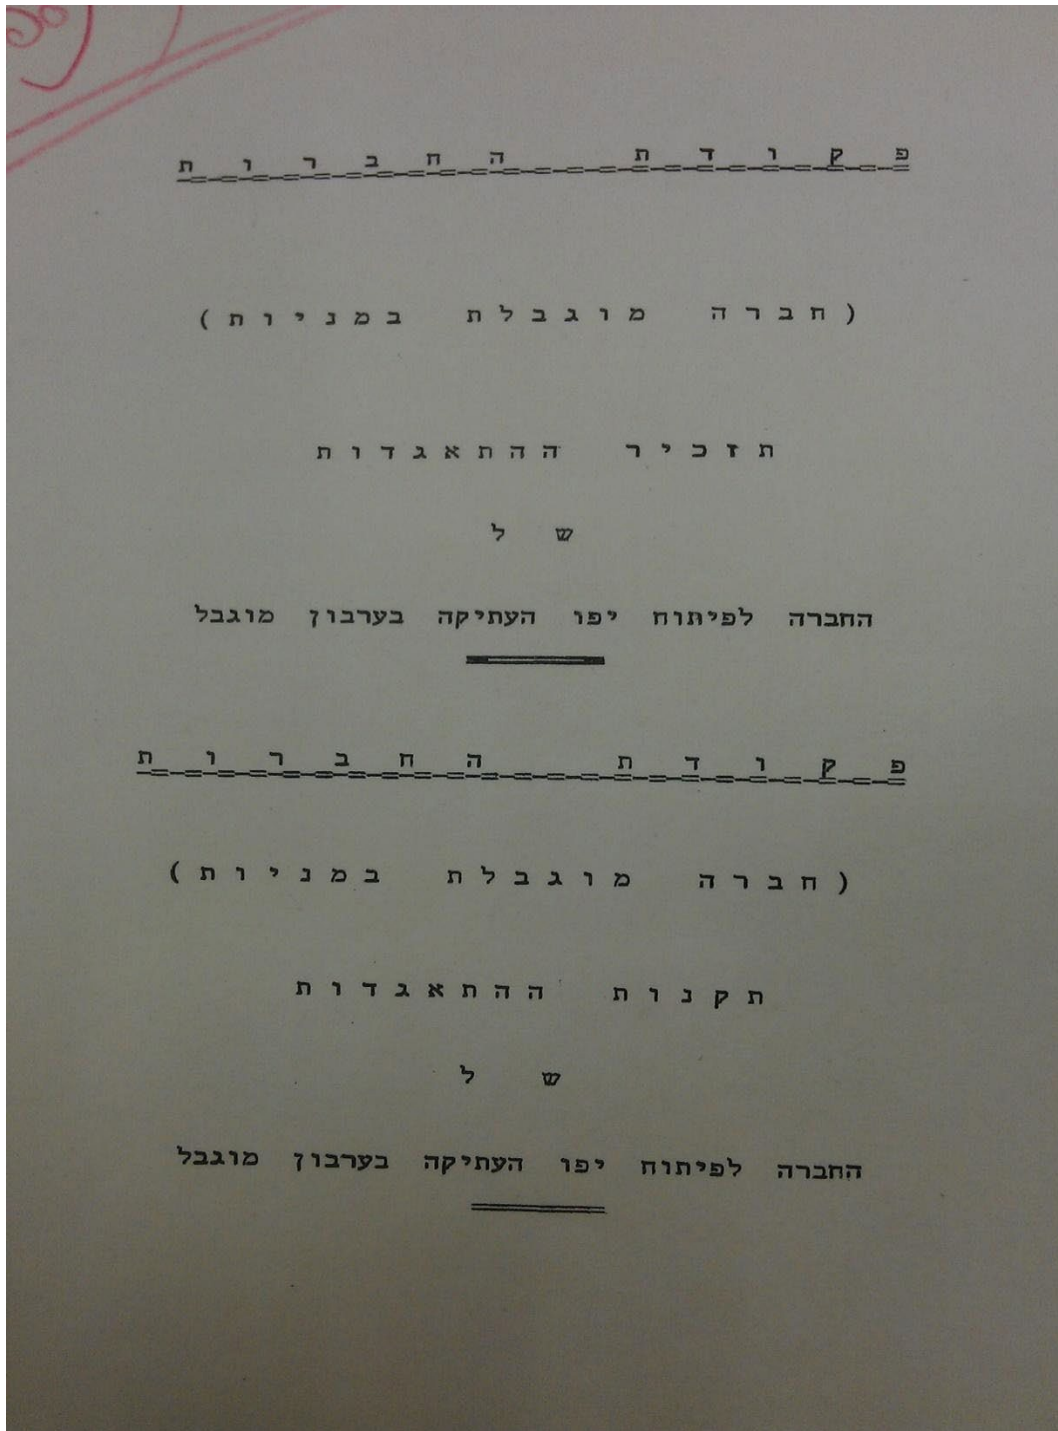 פקודת החברות
(חברה מוגבלת במניות)
תזכיר ההתאגדות
של
החברה לפיתוח יפו העתיקה בערבון מוגבל
פקודת החברות
(חברה מוגבלת במניות)
תקנות ההתאגדות
של
החברה לפיתוח יפו העתיקה בערבון מוגבל